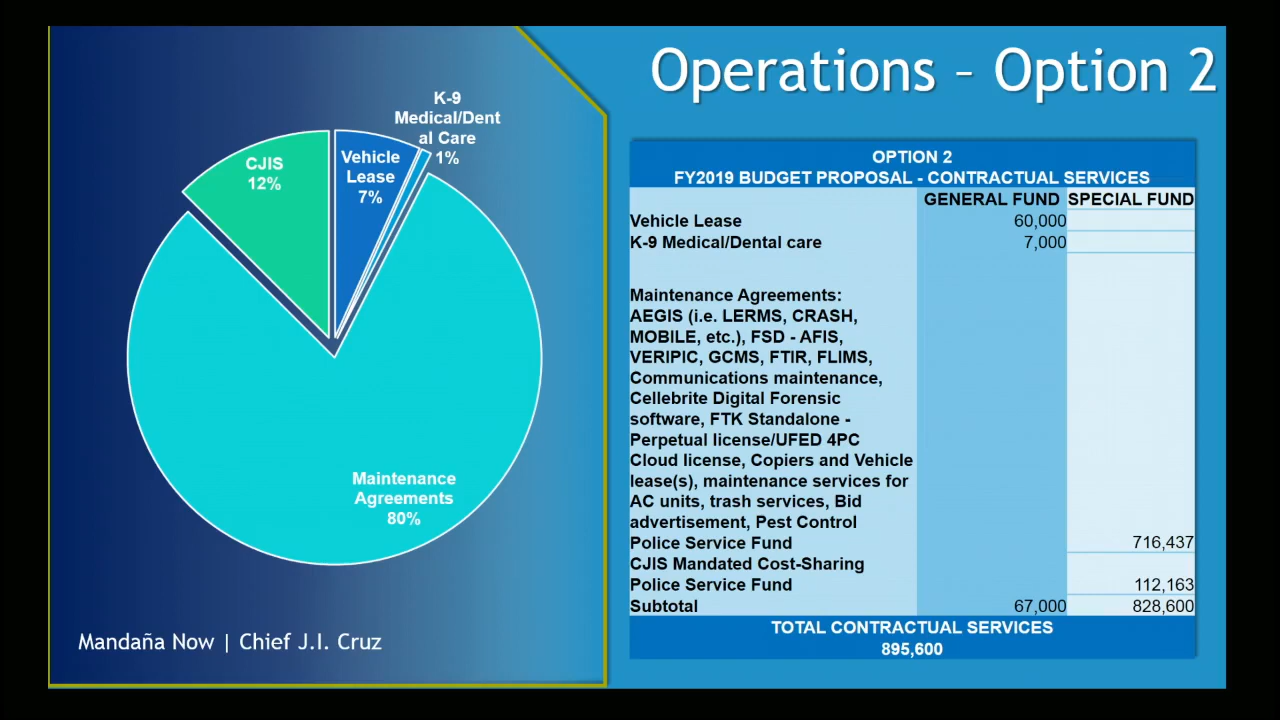 Operations – Option 2
K-9
Medical/Dent
al Care
1%
CJIS
12%
Vehicle
Lease
7%
Maintenance
Agreements
80%
Mandaña Now | Chief J.I. Cruz
OPTION 2
FY2019 BUDGET PROPOSAL - CONTRACTUAL SERVICES
GENERAL FUND SPECIAL FUND
Vehicle Lease 60,000
K-9 Medical/Dental care 7,000
Maintenance Agreements:
AEGIS (i.e. LERMS, CRASH,
MOBILE, etc.), FSD - AFIS,
VERIPIC, GCMS, FTIR, FLIMS,
Communications maintenance,
Cellebrite Digital Forensic
software, FTK Standalone -
Perpetual license/UFED 4PC
Cloud license, Copiers and Vehicle
lease(s), maintenance services for
AC units, trash services, Bid
advertisement, Pest Control
Police Service Fund 716,437
CJIS Mandated Cost-Sharing
Police Service Fund 112,163
Subtotal 67,000 828,600
TOTAL CONTRACTUAL SERVICES
895,600